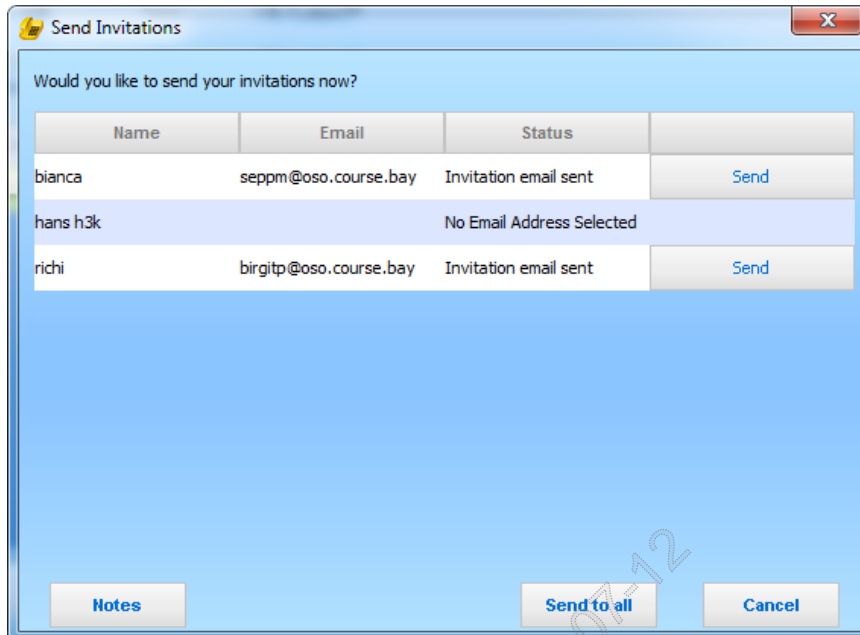 Send Invitations
Would you like to send your invitations now?
Name Email Status
bianca seppm@oso.course.bay Invitation email sent Send
hans h3k No Email Address Selected
richi birgitp@oso.course.bay Invitation email sent Send
07-12
Notes Send to all Cancel